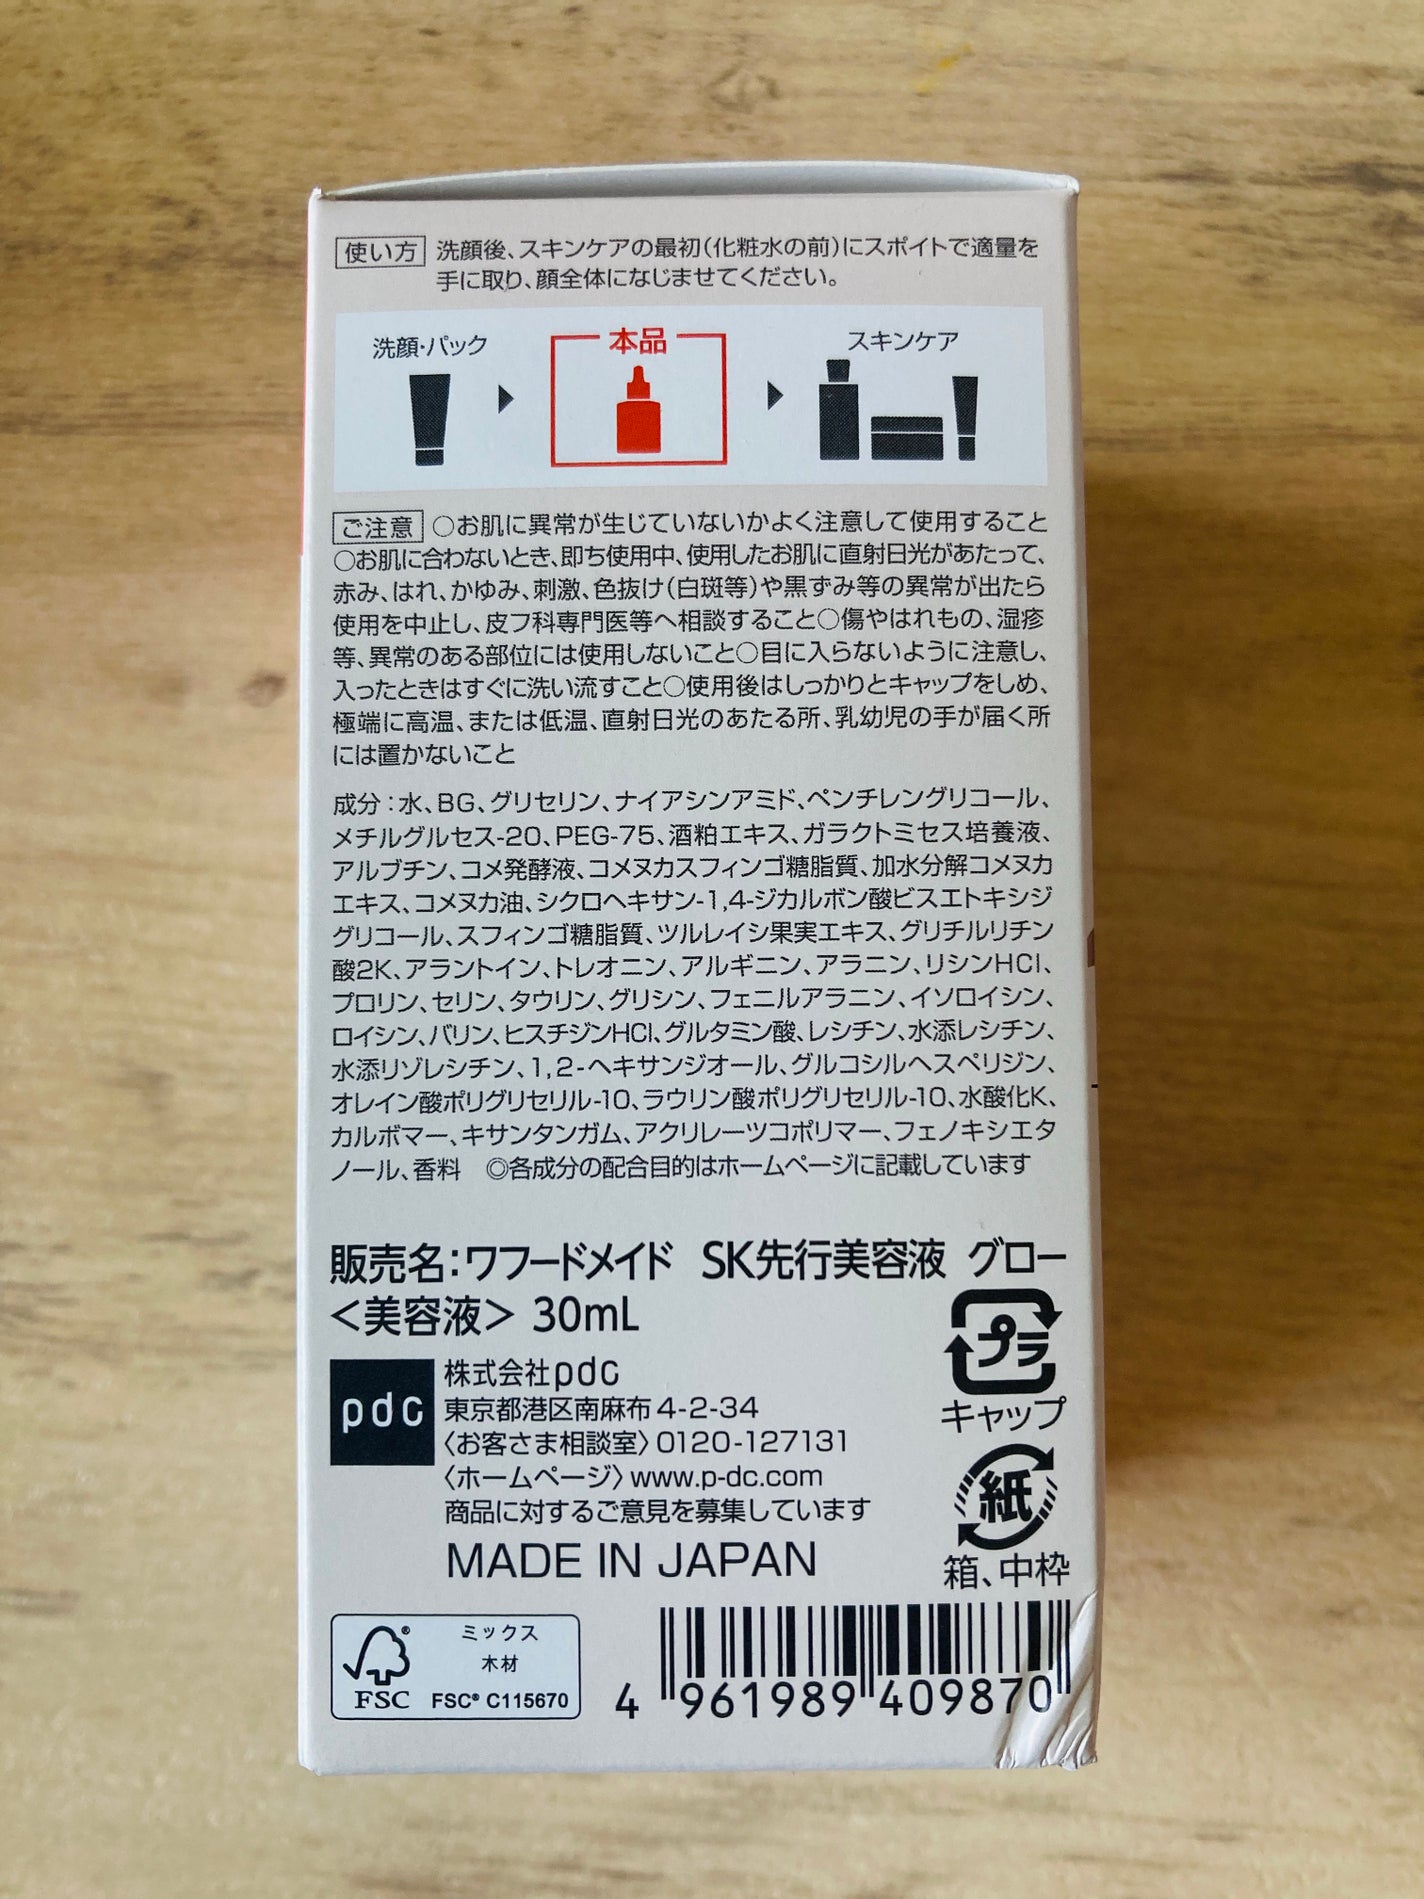 使い方 洗顔後、スキンケアの最初(化粧水の前)にスポイトで適量を
手に取り、顔全体になじませてください。
洗顔・パック
本品
スキンケア
ご注意 ○お肌に異常が生じていないかよく注意して使用すること
○お肌に合わないとき、即ち使用中、使用したお肌に直射日光があたって、
赤み、はれ、かゆみ、刺激、色抜け(白斑等)や黒ずみ等の異常が出たら
使用を中止し、皮フ科専門医等へ相談すること○傷やはれもの、湿疹
等、異常のある部位には使用しないこと○目に入らないように注意し、
入ったときはすぐに洗い流すこと○使用後はしっかりとキャップをしめ、
極端に高温、または低温、直射日光のあたる所、乳幼児の手が届く所
には置かないこと
成分:水、BG、グリセリン、ナイアシンアミド、ペンチレングリコール、
メチルグルセス-20、PEG-75、酒粕エキス、ガラクトミセス培養液、
アルブチン、コメ発酵液、コメヌカスフィンゴ糖脂質、加水分解コメヌカ
エキス、コメヌカ油、シクロヘキサン-1,4-ジカルボン酸ビスエトキシジ
グリコール、スフィンゴ糖脂質、ツルレイシ果実エキス、グリチルリチン
酸2K、アラントイン、トレオニン、アルギニン、アラニン、リシンHCl、
プロリン、セリン、タウリン、グリシン、フェニルアラニン、イソロイシン、
ロイシン、バリン、ヒスチジンHCl、グルタミン酸、レシチン、水添レシチン、
水添リゾレシチン、1,2-ヘキサンジオール、グルコシルヘスペリジン、
オレイン酸ポリグリセリル-10、ラウリン酸ポリグリセリル-10、水酸化K、
カルボマー、キサンタンガム、アクリレーツコポリマー、フェノキシエタ
ノール、香料 ◎各成分の配合目的はホームページに記載しています
販売名:ワフードメイド SK先行美容液 グロー
<美容液> 30mL
プラ
キャップ
pdc
株式会社pdc
東京都港区南麻布4-2-34
〈お客さま相談室〉0120-127131
〈ホームページ〉www.p-dc.com
商品に対するご意見を募集しています
MADE IN JAPAN
紙
箱、中枠
ミックス
木材
FSC® C115670
FSC
4 961989 409870